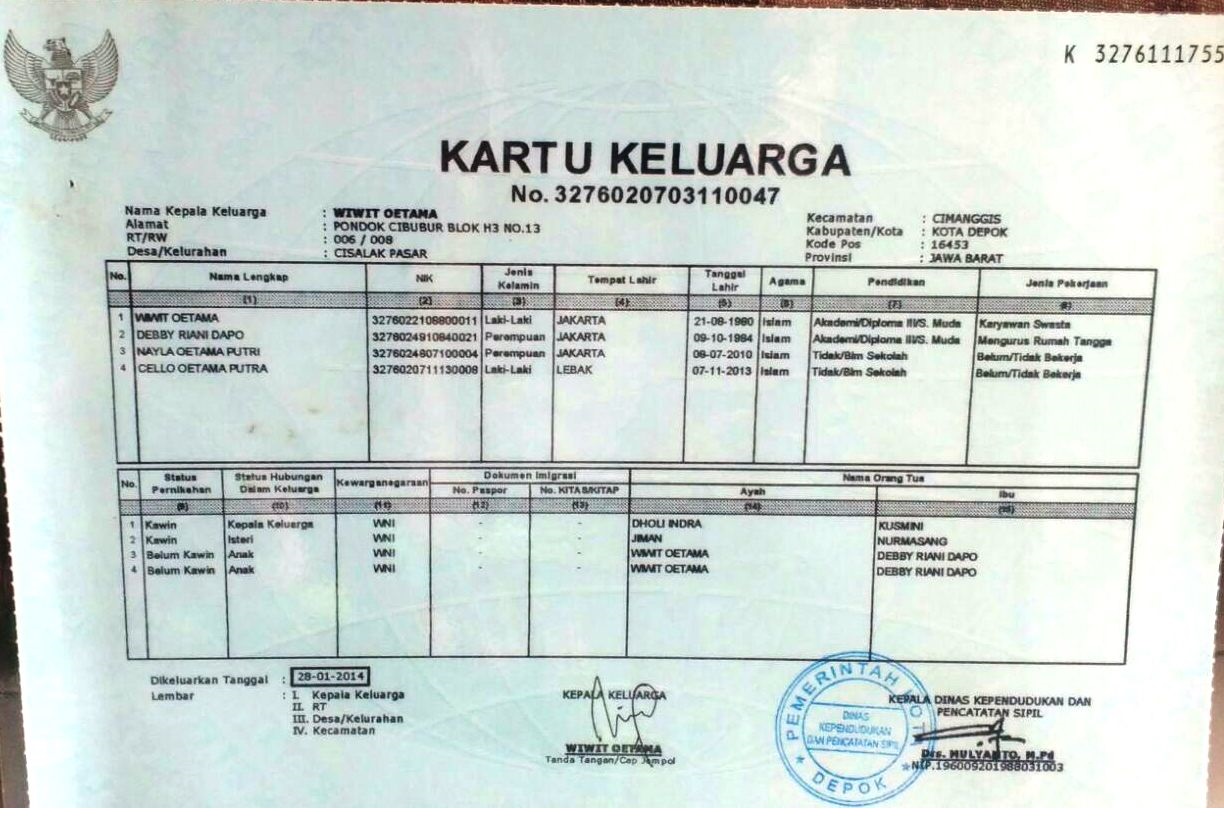 K 3276111755
KARTU KELUARGA
No. 3276020703110047
Nama Kepala Keluarga : WIWIT OETAMA
Alamat : PONDOK CIBUBUR BLOK H3 NO.13
RT/RW : 006 / 008
Desa/Kelurahan : CISALAK PASAR
Kecamatan : CIMANGGIS
Kabupaten/Kota : KOTA DEPOK
Kode Pos : 16453
Provinsi : JAWA BARAT
No. Nama Lengkap NIK Jenis Kelamin Tempat Lahir Tanggal Lahir Agama Pendidikan Jenis Pekerjaan
(1) (2) (3) (4) (5) (6) (7) (8)
1 WIWIT OETAMA 3276022108800011 Laki-Laki JAKARTA 21-08-1980 Islam Akademi/Diploma III/S. Muda Karyawan Swasta
2 DEBBY RIANI DAPO 3276024910840021 Perempuan JAKARTA 09-10-1984 Islam Akademi/Diploma III/S. Muda Mengurus Rumah Tangga
3 NAYLA OETAMA PUTRI 3276024807100004 Perempuan JAKARTA 08-07-2010 Islam Tidak/Blm Sekolah Belum/Tidak Bekerja
4 CELLO OETAMA PUTRA 3276020711130008 Laki-Laki LEBAK 07-11-2013 Islam Tidak/Blm Sekolah Belum/Tidak Bekerja
No. Status Pernikahan Status Hubungan Dalam Keluarga Kewarganegaraan Dokumen Imigrasi Nama Orang Tua
No. Paspor No. KITAS/KITAP Ayah Ibu
(9) (10) (11) (12) (13) (14) (15)
1 Kawin Kepala Keluarga WNI - - DHOLI INDRA KUSMINI
2 Kawin Isteri WNI - - JIMAN NURMASANG
3 Belum Kawin Anak WNI - - WIWIT OETAMA DEBBY RIANI DAPO
4 Belum Kawin Anak WNI - - WIWIT OETAMA DEBBY RIANI DAPO
Dikeluarkan Tanggal : 28-01-2014
Lembar : I. Kepala Keluarga
II. RT
III. Desa/Kelurahan
IV. Kecamatan
KEPALA KELUARGA
WIWIT OETAMA
Tanda Tangan/Cap Jempol
PEMERINTAH KOTA
DINAS
KEPENDUDUKAN
DAN PENCATATAN SIPIL
DEPOK
KEPALA DINAS KEPENDUDUKAN DAN
PENCATATAN SIPIL
Drs. MULYANTO, M.Pd
NIP.196009201988031003